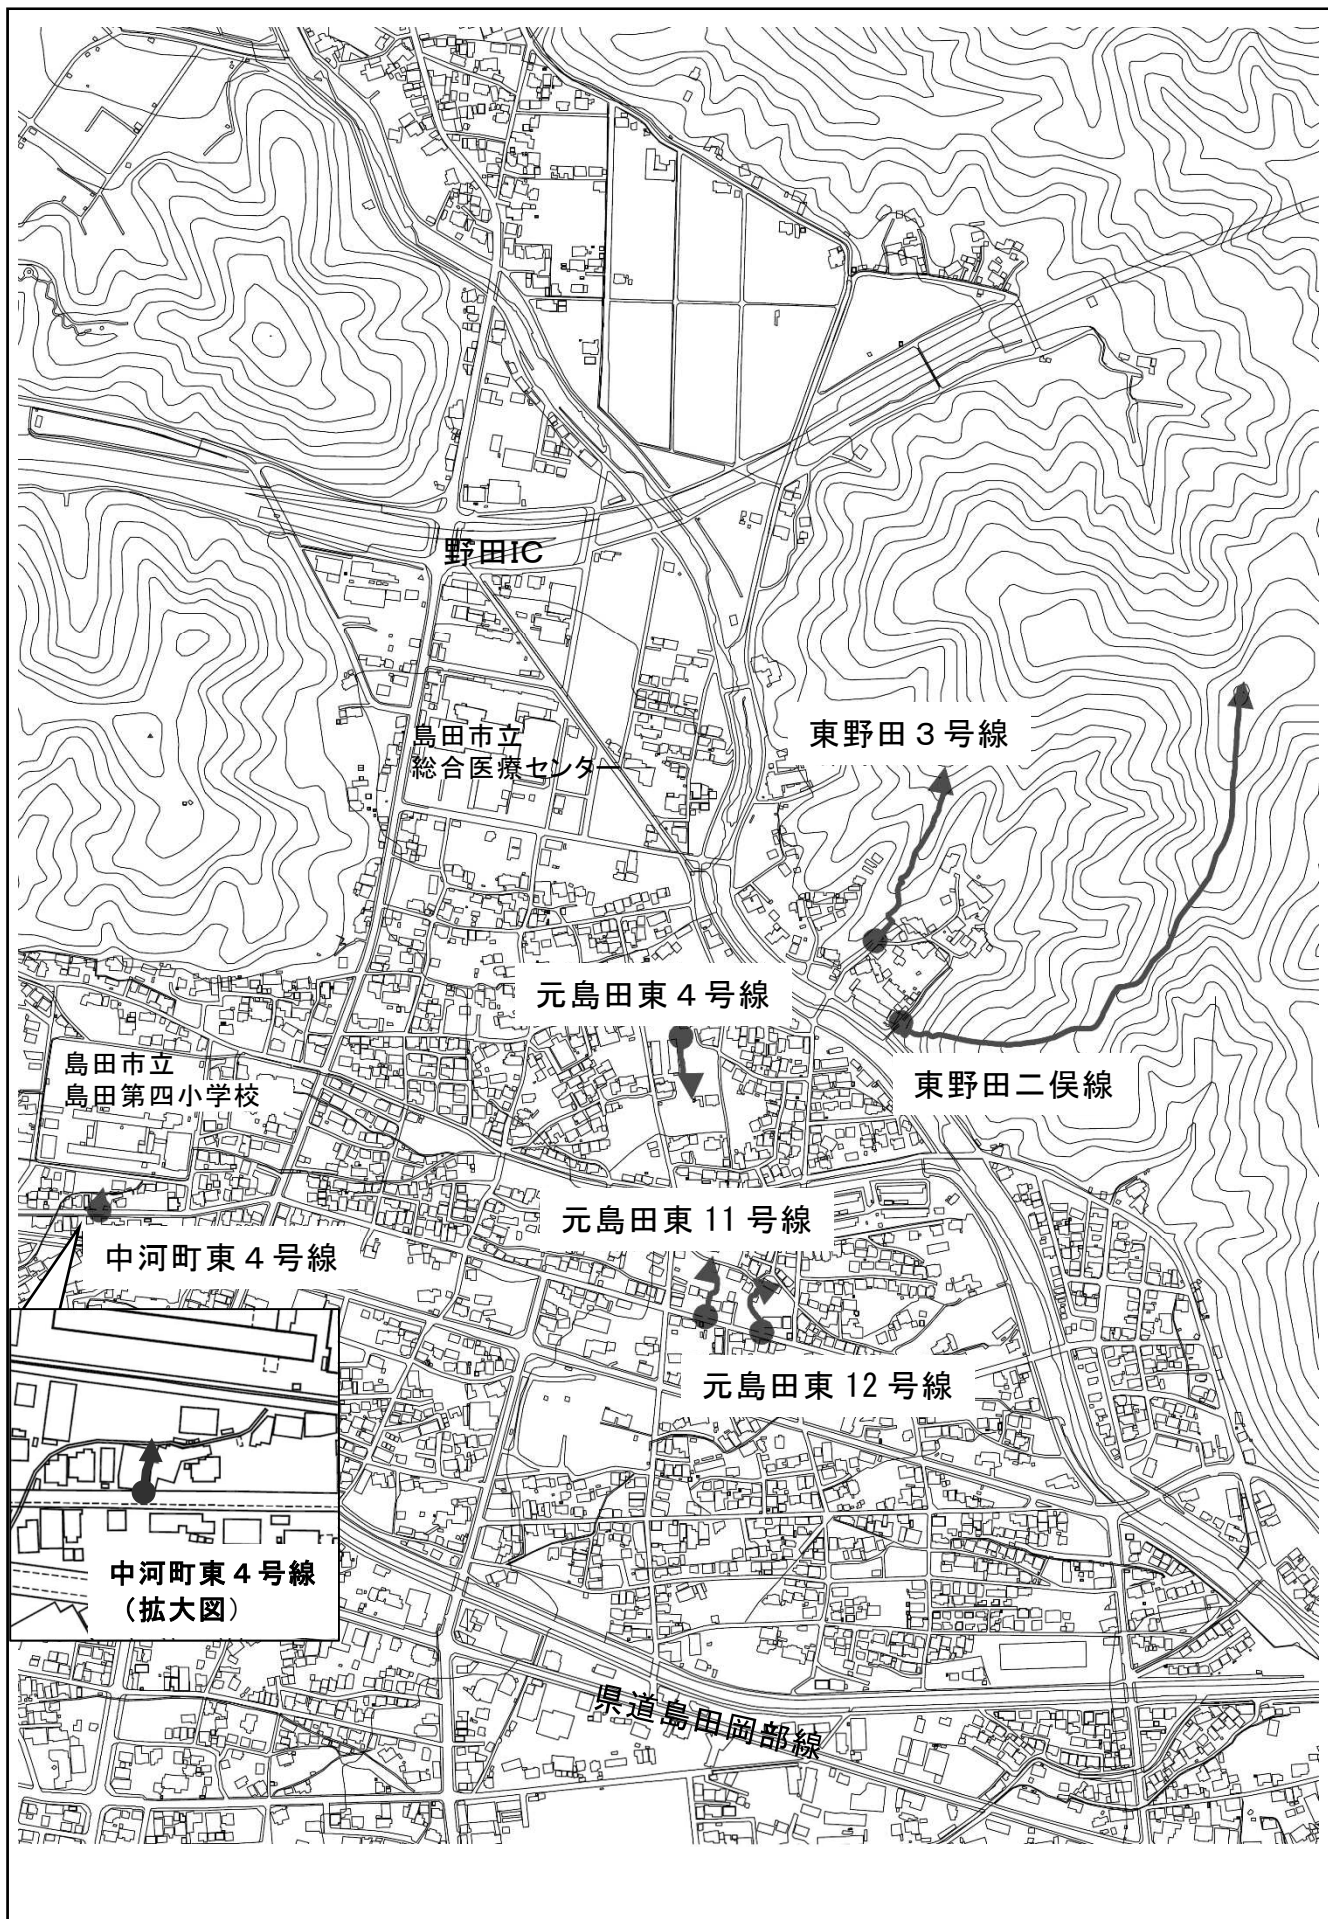 野田IC
東野田３号線
島田市立
総合医療センター
元島田東４号線
島田市立
島田第四小学校
東野田二俣線
元島田東 11 号線
中河町東４号線
元島田東 12 号線
中河町東４号線
（拡大図）
県道島田岡部線